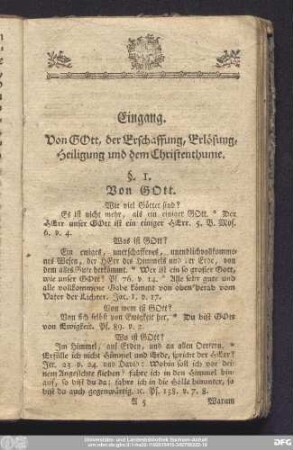 Eingang.
Von GOtt, der Erschaffung, Erlösung,
Heiligung und dem Christenthume.
§. 1.
Von GOtt.
Wie viel Götter sind?
Es ist nicht mehr, als ein einiger GOtt. * Der
HErr unser GOtt ist ein einiger HErr. 5. B. Mos.
6. v. 4.
Was ist GOtt?
Ein ewiges, unerschaffenes, unendlichvollkomme-
nes Wesen, der HErr des Himmels und der Erde, von
dem alles Gute herkömmt. * Wer ist ein so grosser Gott,
wie unser GOtt? Ps. 76. v. 14. * Alle sehr gute und
alle vollkommene Gabe kömmt von oben herab vom
Vater der Lichter. Jac. 1. v. 17.
Von wem ist GOtt?
Von sich selbst von Ewigkeit her. * Du bist GOtt
von Ewigkeit. Ps. 89. v. 2.
Wo ist GOtt?
Im Himmel, auf Erden, und an allen Oertern. *
Erfülle ich nicht Himmel und Erde, spricht der HErr?
Jer. 23. v. 24. und David: Wohin soll ich vor dei-
nem Angesichte fliehen? fahre ich in den Himmel hin-
auf, so bist du da; fahre ich in die Hölle hinunter, so
bist du auch gegenwärtig. Ps. 138. v. 7. 8.
A 5 Warum